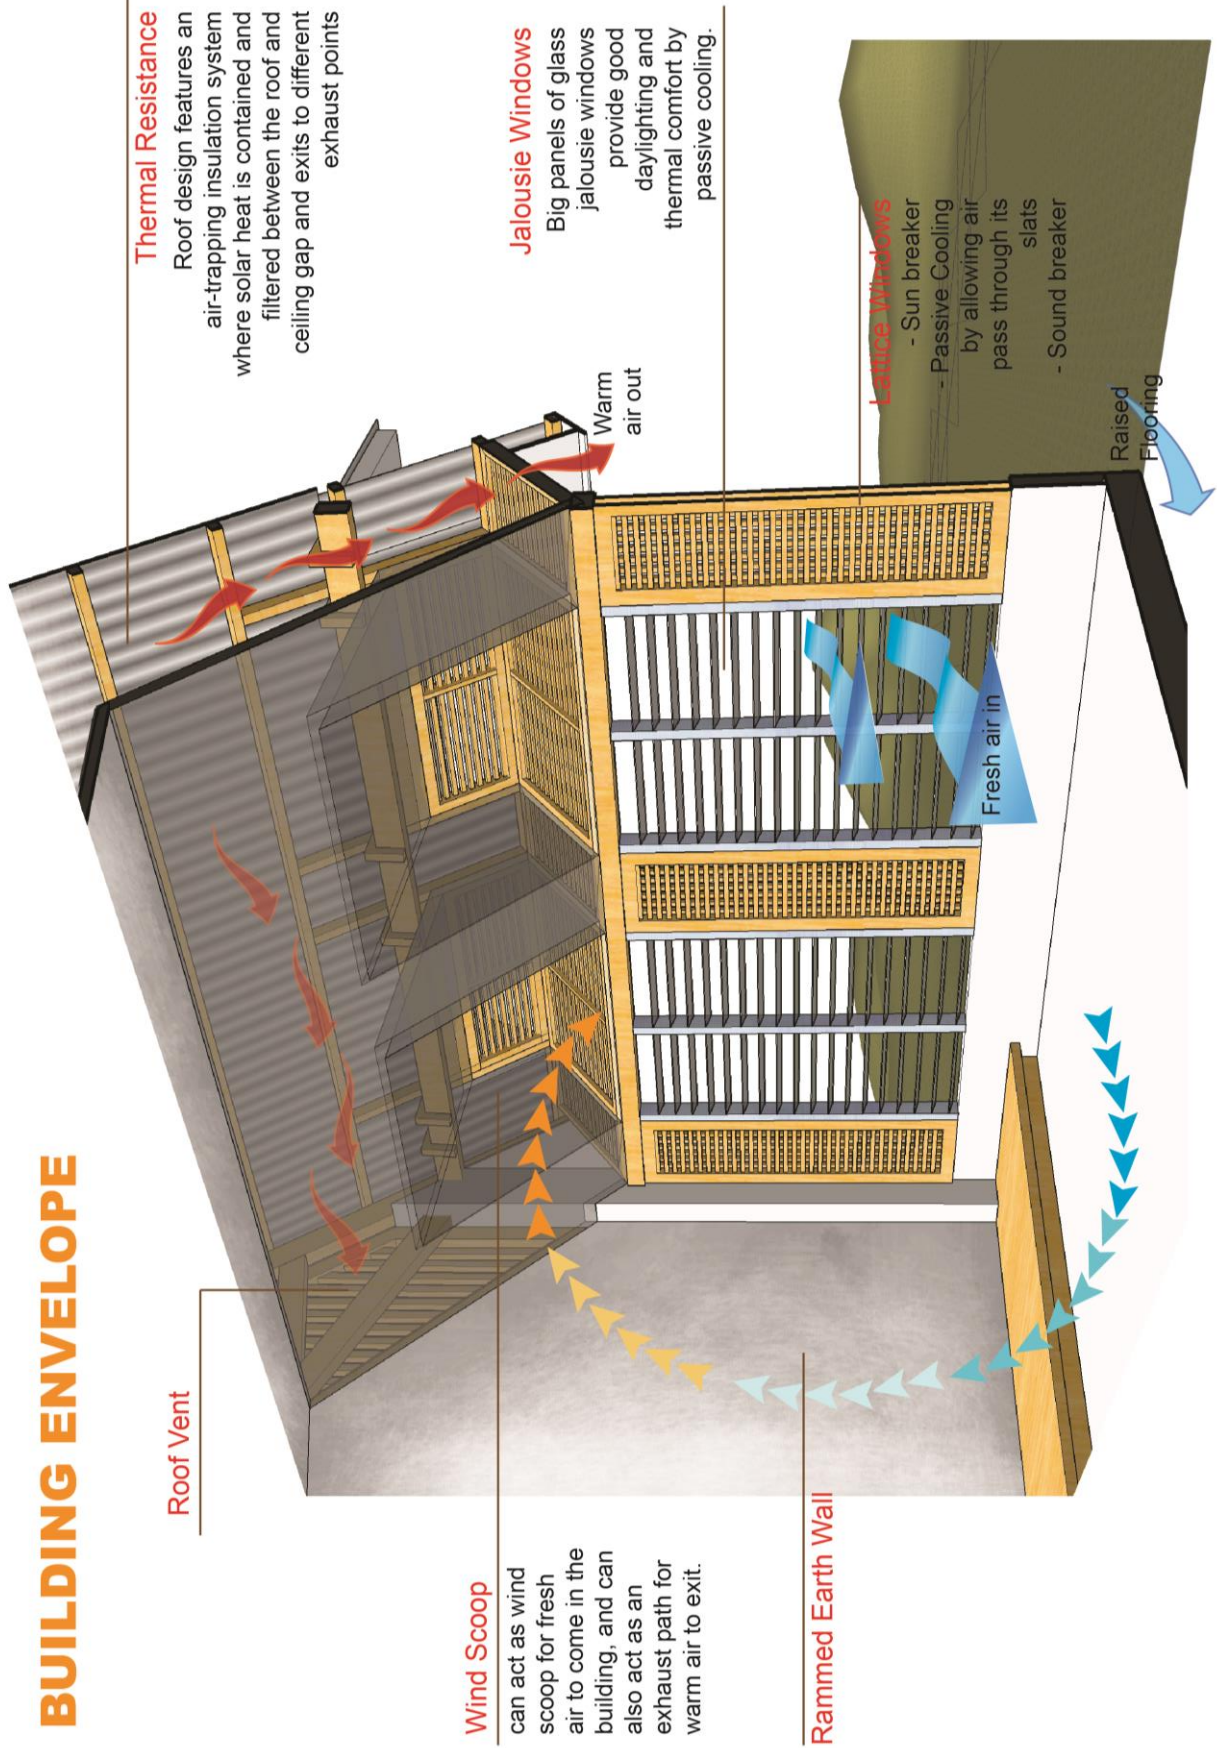 BUILDING ENVELOPE
Roof Vent
Wind Scoop
can act as wind
scoop for fresh
air to come in the
building, and can
also act as an
exhaust path for
warm air to exit.
Rammed Earth Wall
Thermal Resistance
Roof design features an
air-trapping insulation system
where solar heat is contained and
filtered between the roof and
ceiling gap and exits to different
exhaust points
Warm
air out
Jalousie Windows
Big panels of glass
jalousie windows
provide good
daylighting and
thermal comfort by
passive cooling.
Lattice Windows
- Sun breaker
- Passive Cooling
by allowing air
pass through its
slats
- Sound breaker
Fresh air in
Raised
Flooring